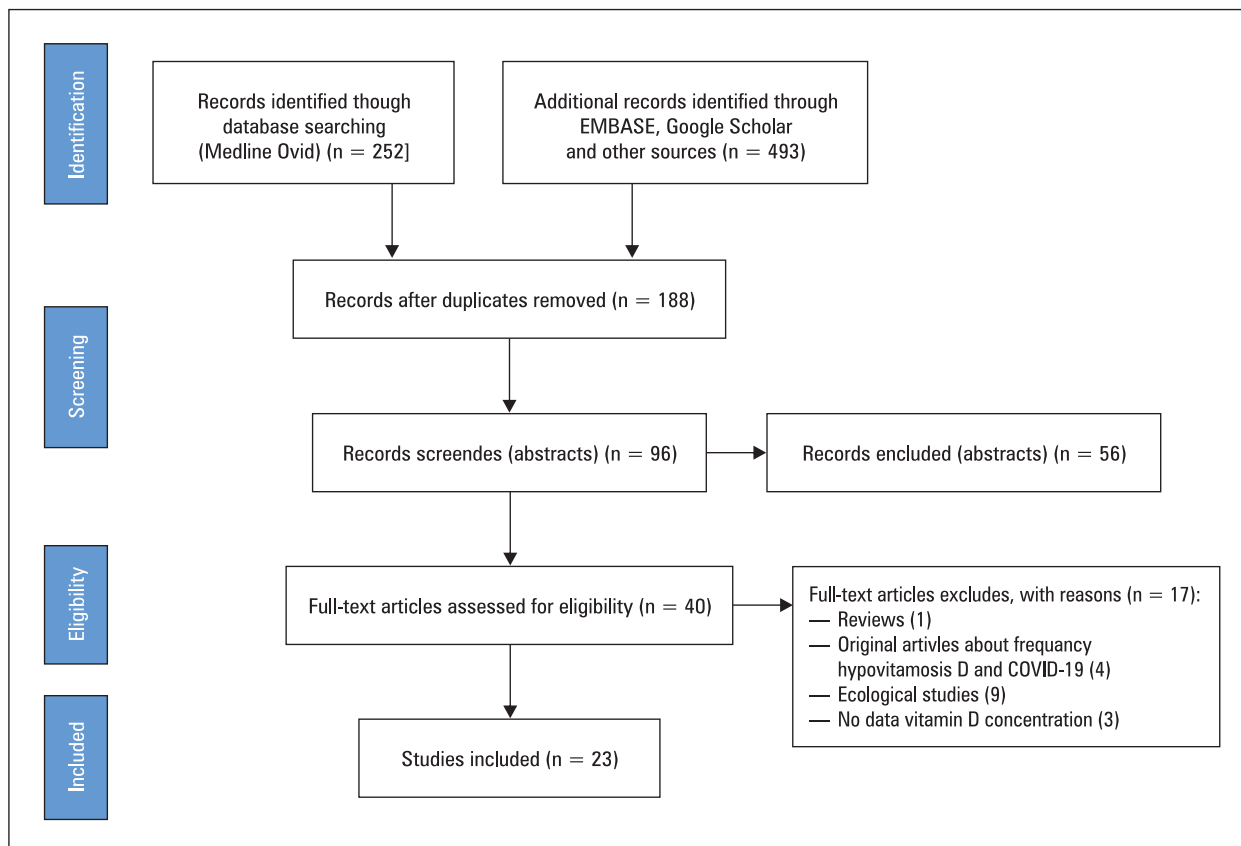 Identification
Records identified though
database searching
(Medline Ovid) (n = 252]
Additional records identified through
EMBASE, Google Scholar
and other sources (n = 493)
Screening
Records after duplicates removed (n = 188)
Records screendes (abstracts) (n = 96)
Records encluded (abstracts) (n = 56)
Eligibility
Full-text articles assessed for eligibility (n = 40)
Full-text articles excludes, with reasons (n = 17):
— Reviews (1)
— Original artivles about frequancy
hypovitamosis D and COVID-19 (4)
— Ecological studies (9)
— No data vitamin D concentration (3)
Included
Studies included (n = 23)